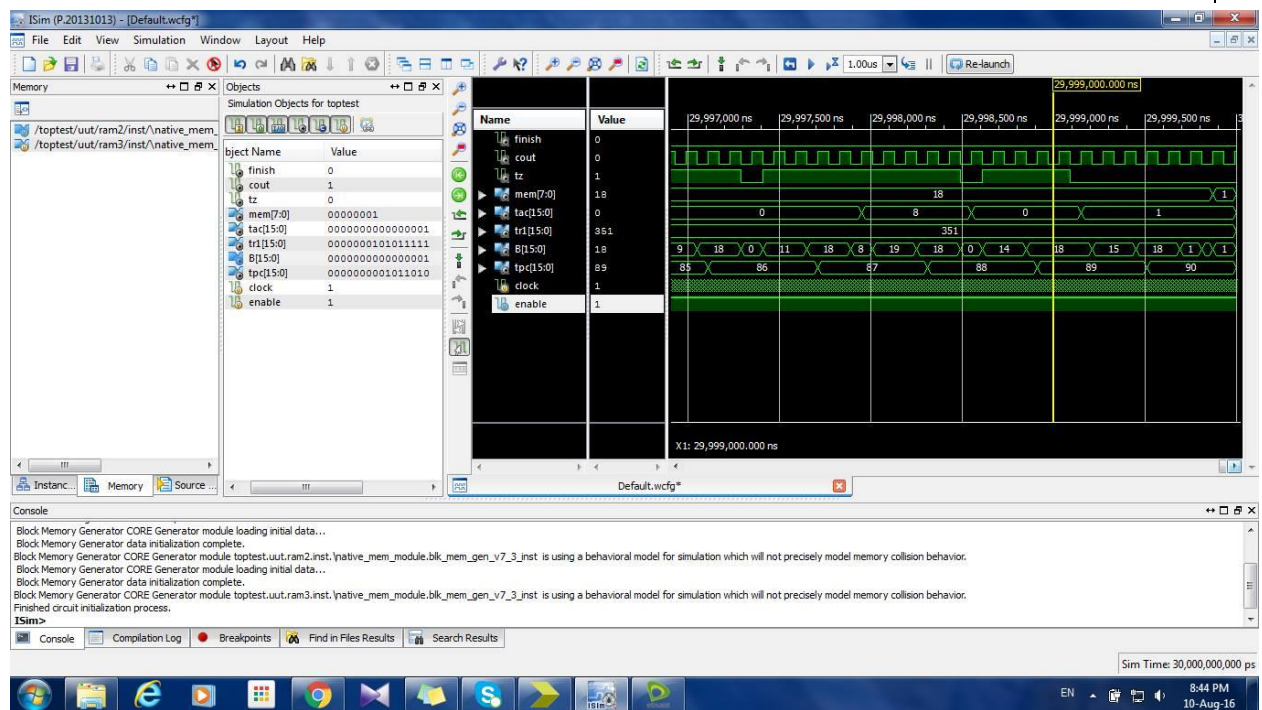 ISim (P.20131013) - [Default.wcfg*]
File Edit View Simulation Window Layout Help
1.00us Re-launch
Memory
/toptest/uut/ram2/inst/\native_mem_
/toptest/uut/ram3/inst/\native_mem_
Instanc... Memory Source ...
Objects
Simulation Objects for toptest
bject Name Value
finish 0
cout 1
tz 0
mem[7:0] 00000001
tac[15:0] 0000000000000001
tr1[15:0] 0000000101011111
B[15:0] 0000000000000001
tpc[15:0] 0000000001011010
clock 1
enable 1
29,999,000.000 ns
Name Value 29,997,000 ns 29,997,500 ns 29,998,000 ns 29,998,500 ns 29,999,000 ns 29,999,500 ns
finish 0
cout 0
tz 1
mem[7:0] 18 18 1
tac[15:0] 0 0 8 0 1
tr1[15:0] 351 351
B[15:0] 18 9 18 0 11 18 8 19 18 0 14 18 15 18 1 1
tpc[15:0] 89 85 86 87 88 89 90
clock 1
enable 1
X1: 29,999,000.000 ns
Default.wcfg*
Console
Block Memory Generator CORE Generator module loading initial data...
Block Memory Generator data initialization complete.
Block Memory Generator CORE Generator module toptest.uut.ram2.inst.\native_mem_module.blk_mem_gen_v7_3_inst is using a behavioral model for simulation which will not precisely model memory collision behavior.
Block Memory Generator CORE Generator module loading initial data...
Block Memory Generator data initialization complete.
Block Memory Generator CORE Generator module toptest.uut.ram3.inst.\native_mem_module.blk_mem_gen_v7_3_inst is using a behavioral model for simulation which will not precisely model memory collision behavior.
Finished circuit initialization process.
ISim>
Console Compilation Log Breakpoints Find in Files Results Search Results
Sim Time: 30,000,000,000 ps
ISim
EN 8:44 PM
10-Aug-16